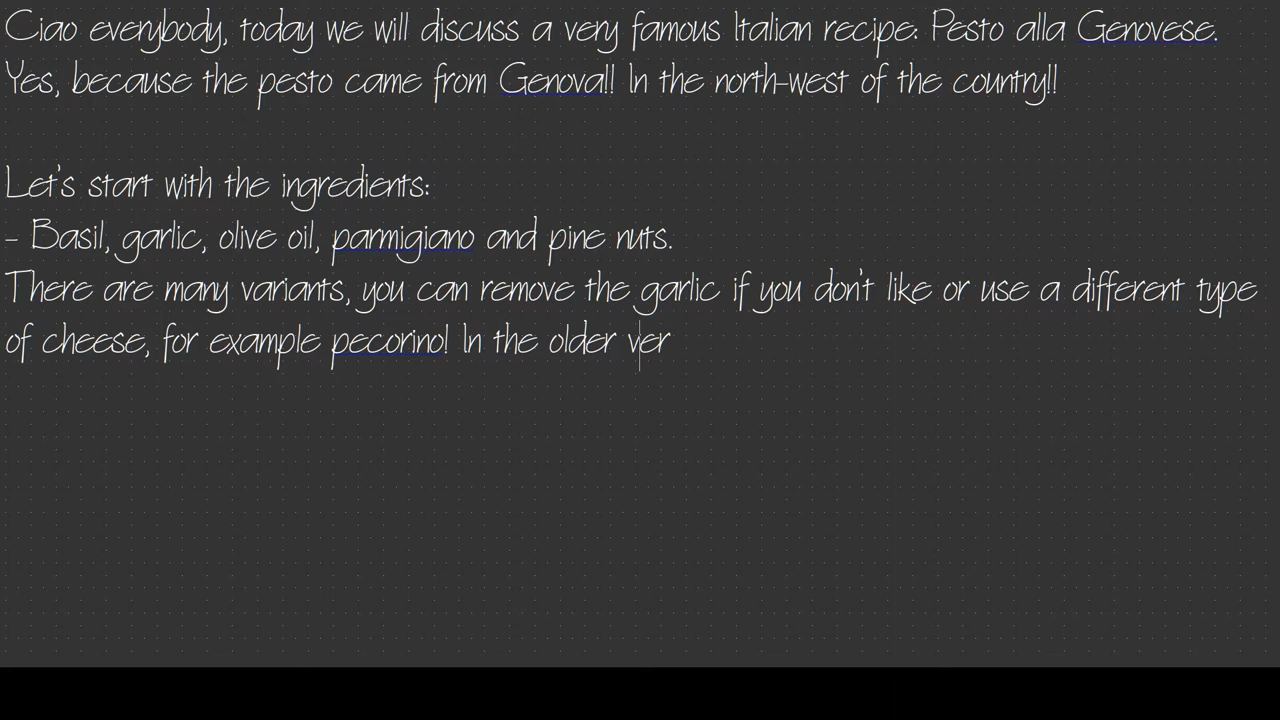 Ciao everybody, today we will discuss a very famous Italian recipe: Pesto alla Genovese.
Yes, because the pesto came from Genova!! In the north-west of the country!!
Let's start with the ingredients:
- Basil, garlic, olive oil, parmigiano and pine nuts.
There are many variants, you can remove the garlic if you don't like or use a different type
of cheese, for example pecorino! In the older ver